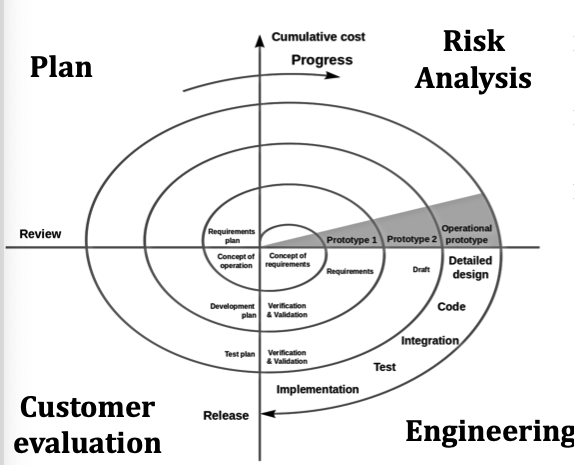 Cumulative cost
Progress
Plan
Risk
Analysis
Review
Requirements
plan
Prototype 1
Prototype 2
Operational
prototype
Concept of
operation
Concept of
requirements
Requirements
Draft
Detailed
design
Development
plan
Verification
& Validation
Code
Test plan
Verification
& Validation
Integration
Test
Implementation
Release
Customer
evaluation
Engineering